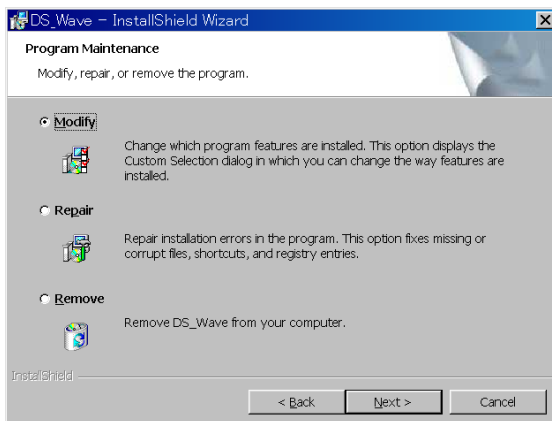 DS_Wave - InstallShield Wizard
Program Maintenance
Modify, repair, or remove the program.
Modify
Change which program features are installed. This option displays the
Custom Selection dialog in which you can change the way features are
installed.
Repair
Repair installation errors in the program. This option fixes missing or
corrupt files, shortcuts, and registry entries.
Remove
Remove DS_Wave from your computer.
InstallShield
< Back Next > Cancel